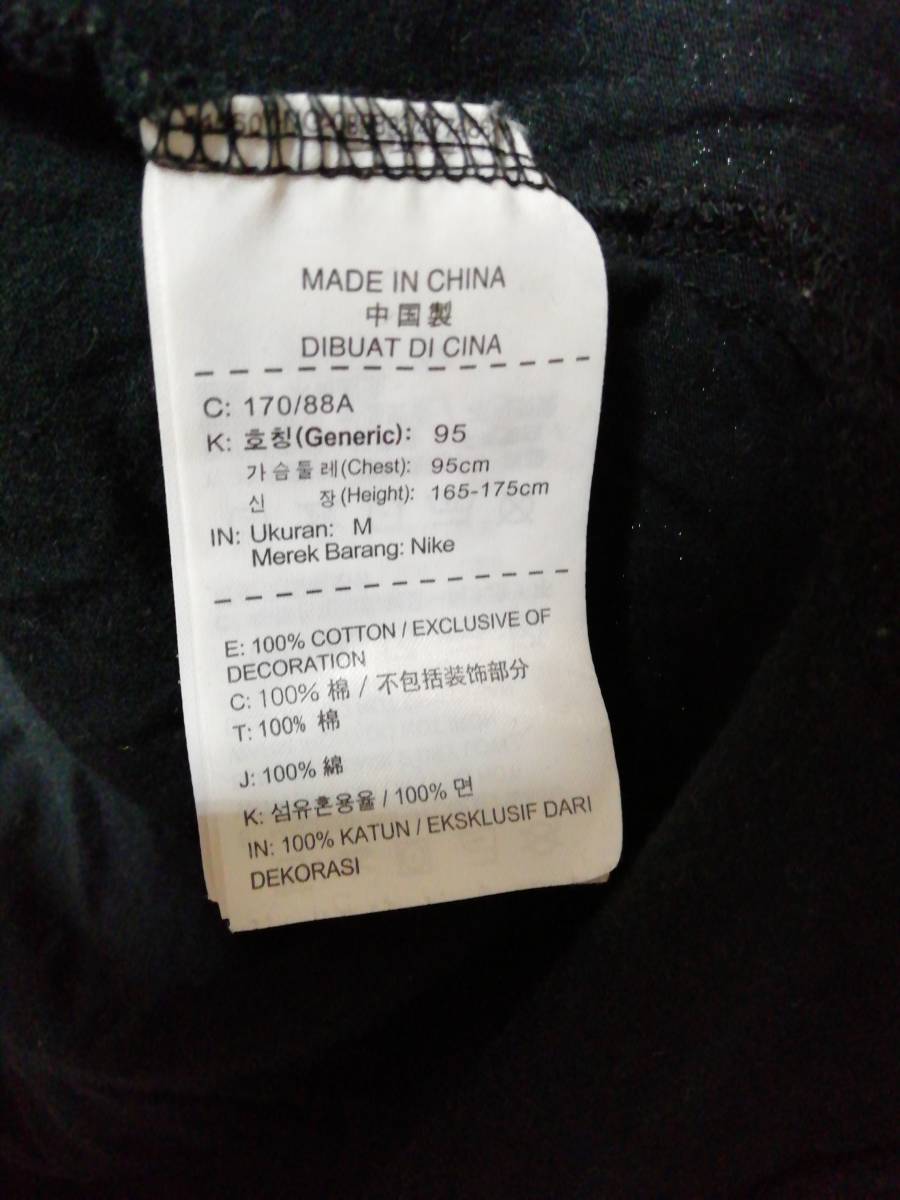 MADE IN CHINA
中国製
DIBUAT DI CINA
C: 170/88A
K: 호칭(Generic): 95
가슴둘레(Chest): 95cm
신 장(Height): 165-175cm
IN: Ukuran: M
Merek Barang: Nike
E: 100% COTTON / EXCLUSIVE OF
DECORATION
C: 100% 棉 / 不包括装饰部分
T: 100% 棉
J: 100% 綿
K: 섬유혼용율 / 100% 면
IN: 100% KATUN / EKSKLUSIF DARI
DEKORASI